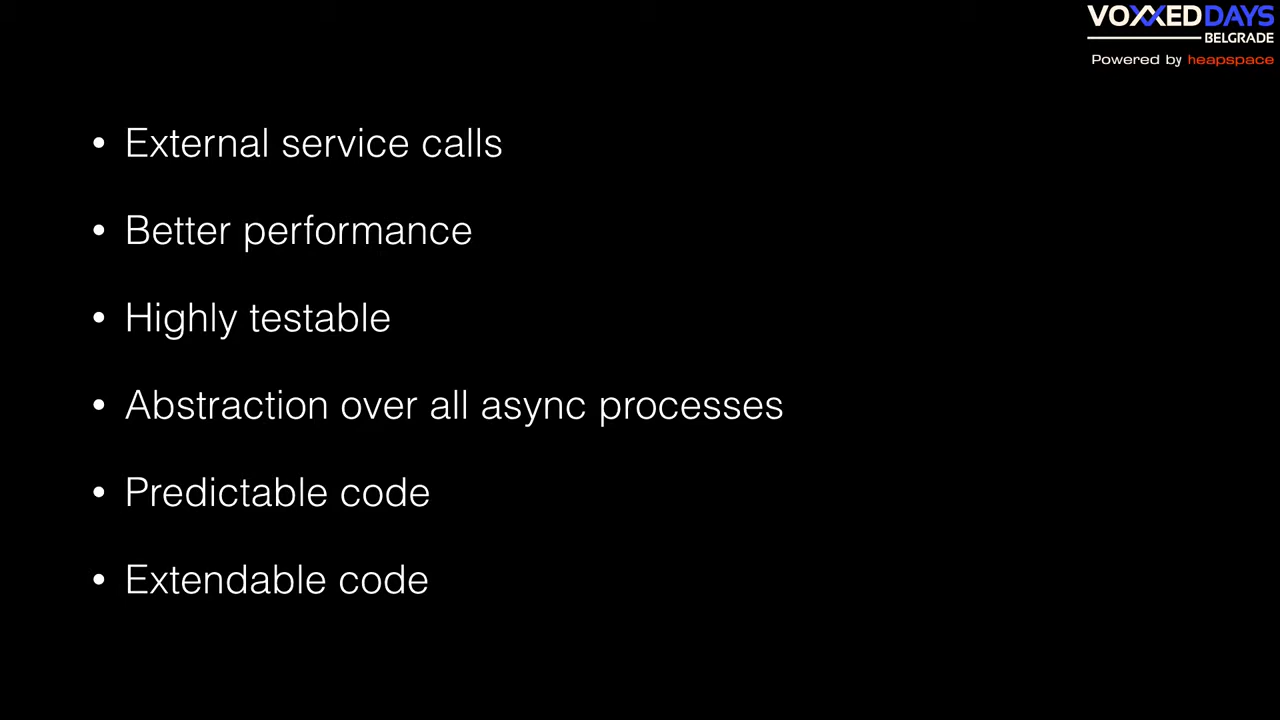 VOXXEDDAYS
BELGRADE
Powered by heapspace
• External service calls
• Better performance
• Highly testable
• Abstraction over all async processes
• Predictable code
• Extendable code